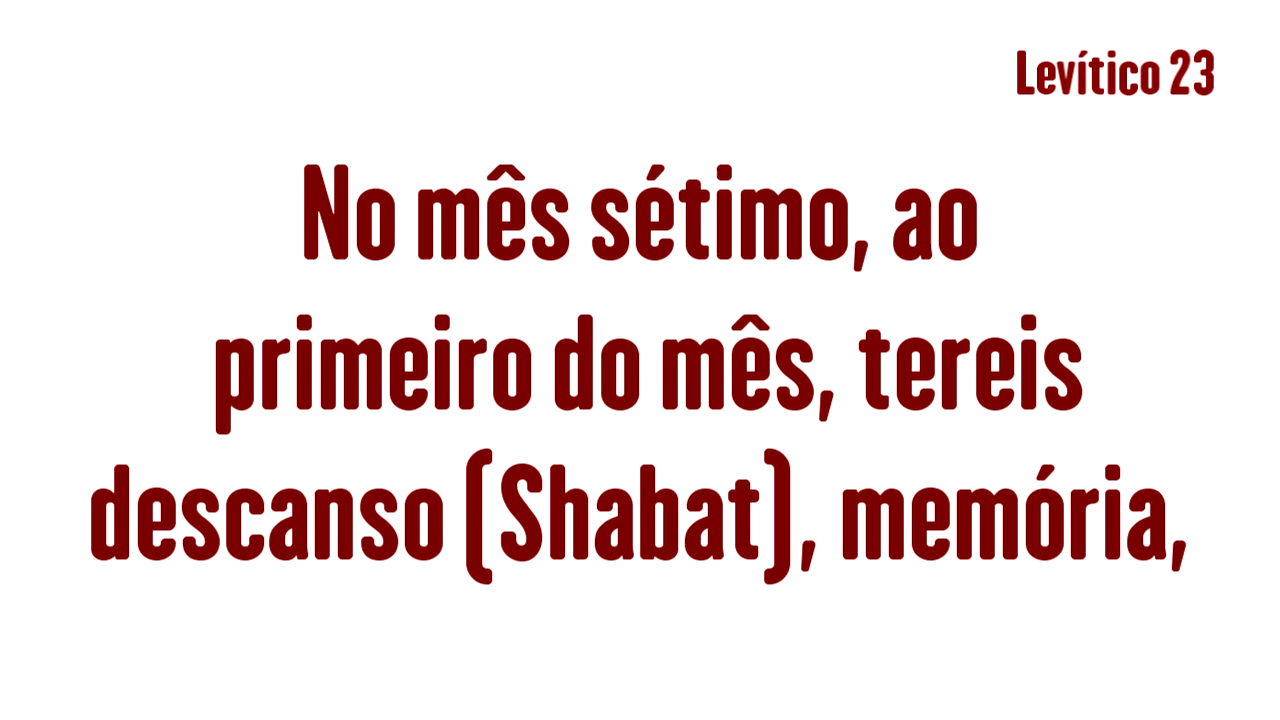 Levítico 23
No mês sétimo, ao
primeiro do mês, tereis
descanso (Shabat), memória,